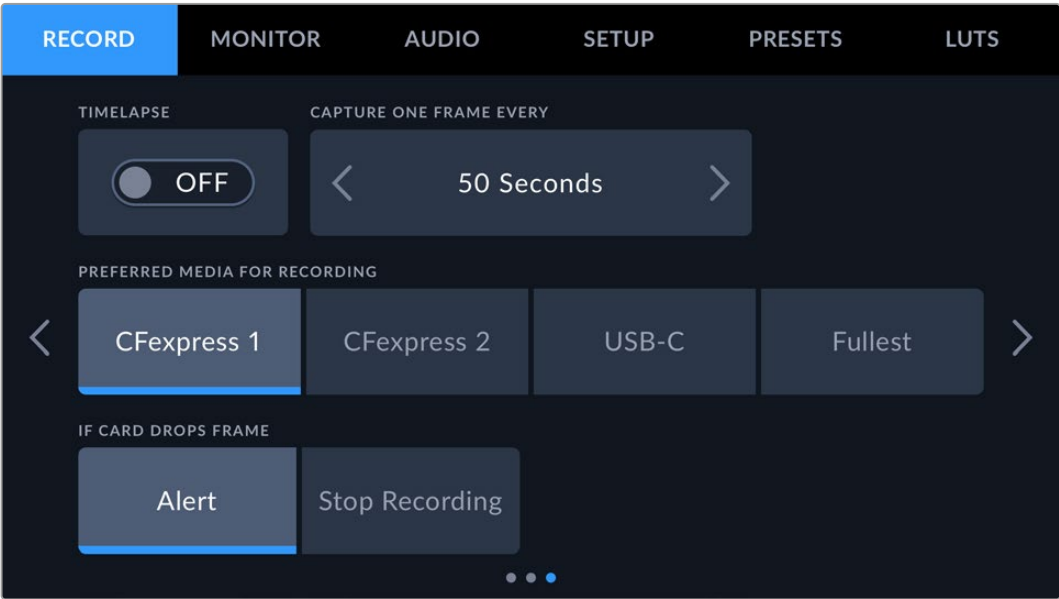 RECORD MONITOR AUDIO SETUP PRESETS LUTS
TIMELAPSE CAPTURE ONE FRAME EVERY
OFF 50 Seconds
PREFERRED MEDIA FOR RECORDING
CFexpress 1 CFexpress 2 USB-C Fullest
IF CARD DROPS FRAME
Alert Stop Recording